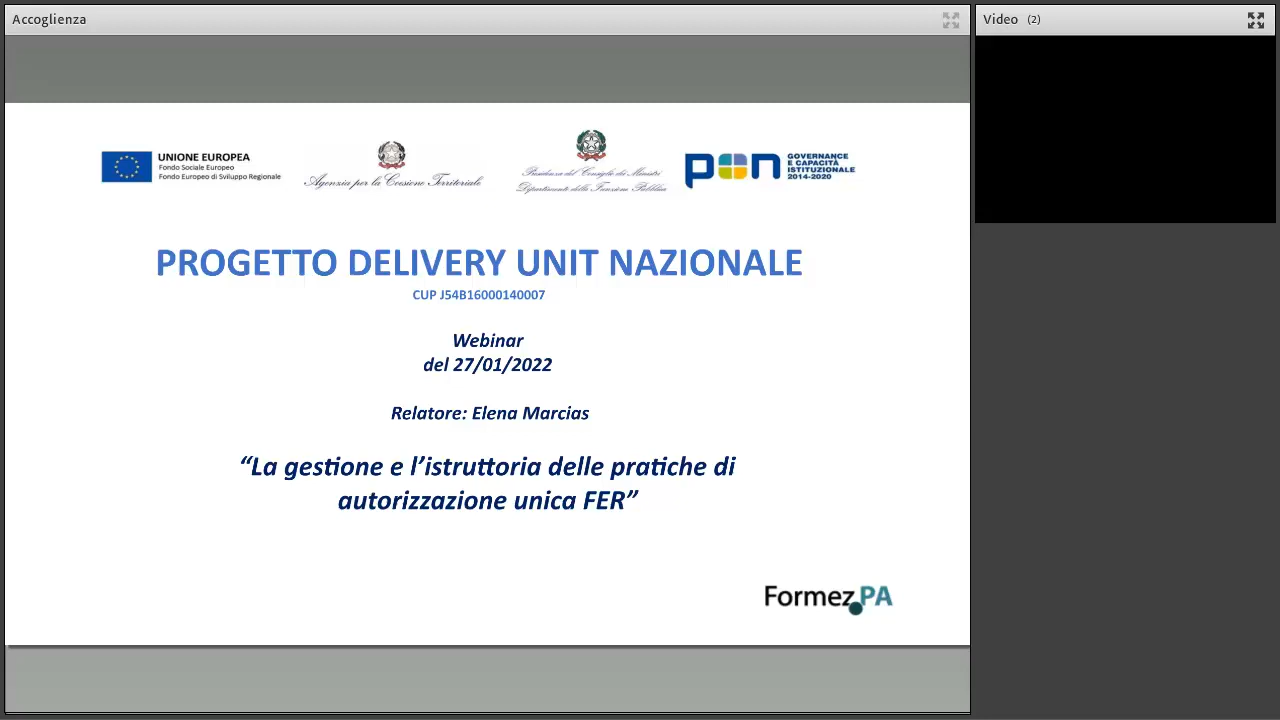 Accoglienza
Video (2)
UNIONE EUROPEA
Fondo Sociale Europeo
Fondo Europeo di Sviluppo Regionale
Agenzia per la Coesione Territoriale
Presidenza del Consiglio dei Ministri
Dipartimento della Funzione Pubblica
pon
GOVERNANCE
E CAPACITÀ
ISTITUZIONALE
2014-2020
PROGETTO DELIVERY UNIT NAZIONALE
CUP J54B16000140007
Webinar
del 27/01/2022
Relatore: Elena Marcias
“La gestione e l’istruttoria delle pratiche di
autorizzazione unica FER”
Formez PA